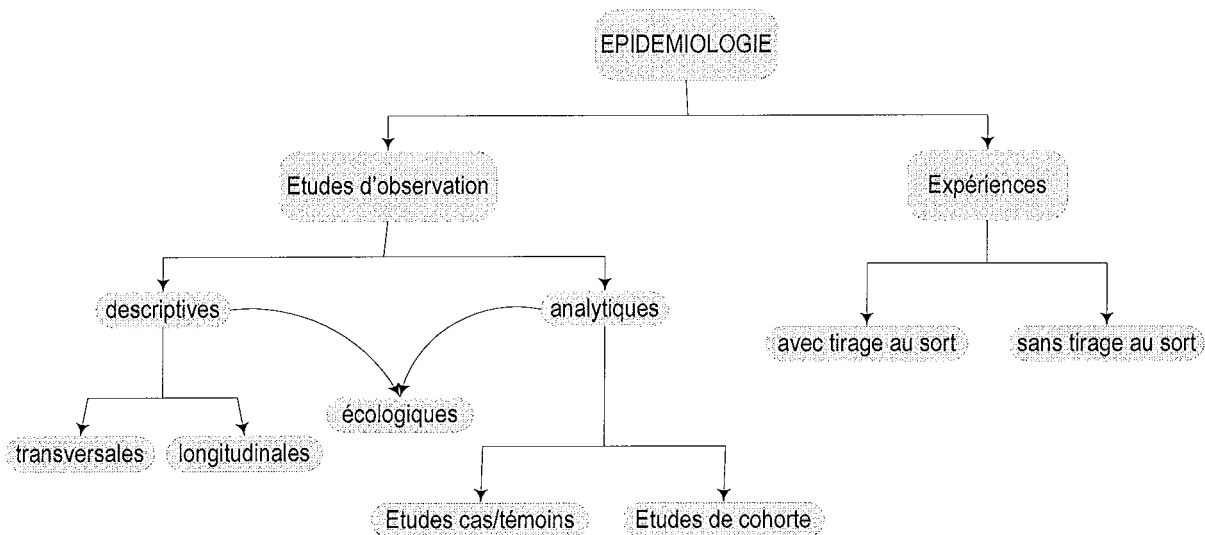 EPIDEMIOLOGIE
Etudes d'observation
Expériences
descriptives
analytiques
avec tirage au sort
sans tirage au sort
écologiques
transversales
longitudinales
Etudes cas/témoins
Etudes de cohorte